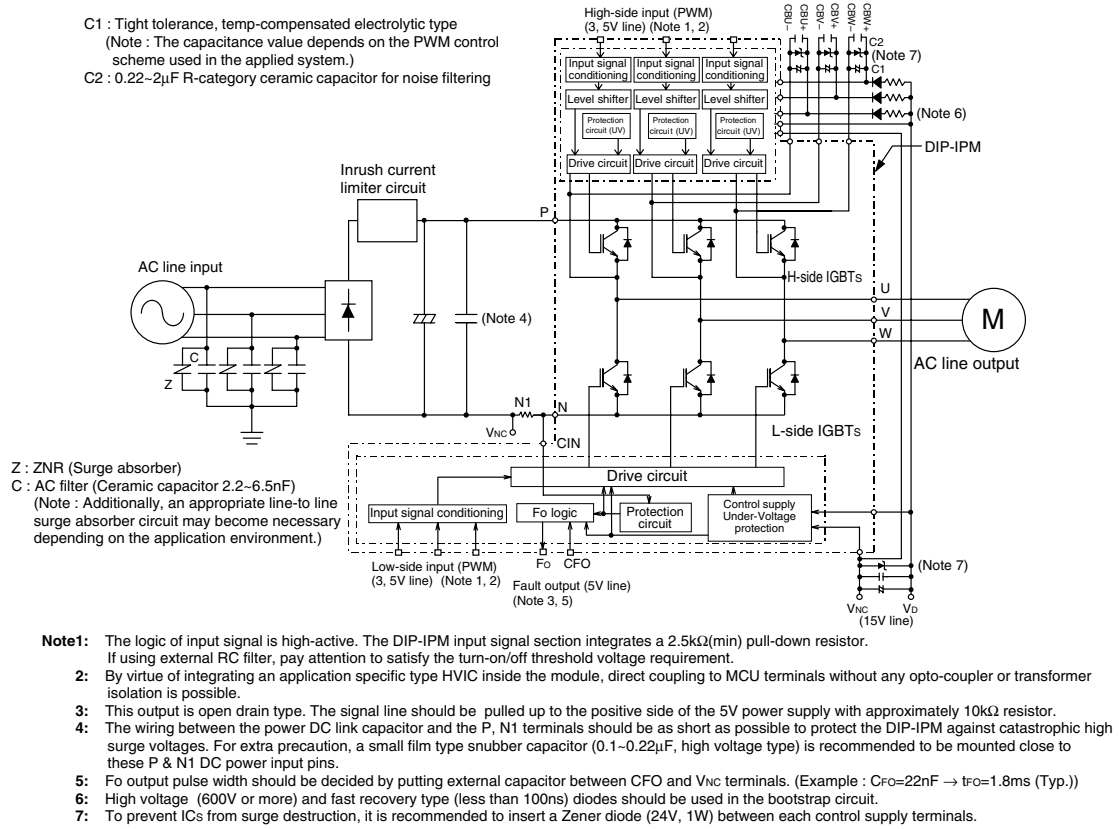 C1 : Tight tolerance, temp-compensated electrolytic type
(Note : The capacitance value depends on the PWM control
scheme used in the applied system.)
C2 : 0.22~2μF R-category ceramic capacitor for noise filtering
High-side input (PWM)
(3, 5V line) (Note 1, 2)
CBU–
CBU+
CBV–
CBV+
CBW–
CBW+
C2
(Note 7)
C1
(Note 6)
DIP-IPM
Input signal conditioning
Input signal conditioning
Input signal conditioning
Level shifter
Level shifter
Level shifter
Protection circuit (UV)
Protection circuit (UV)
Protection circuit (UV)
Drive circuit
Drive circuit
Drive circuit
Inrush current
limiter circuit
P
AC line input
(Note 4)
H-side IGBTs
U
V
W
M
AC line output
C
Z
N1
N
VNC
CIN
L-side IGBTs
Z : ZNR (Surge absorber)
C : AC filter (Ceramic capacitor 2.2~6.5nF)
(Note : Additionally, an appropriate line-to line
surge absorber circuit may become necessary
depending on the application environment.)
Drive circuit
Input signal conditioning
Fo logic
Protection
circuit
Control supply
Under-Voltage
protection
Low-side input (PWM)
(3, 5V line) (Note 1, 2)
Fo
CFO
Fault output (5V line)
(Note 3, 5)
(Note 7)
VNC
VD
(15V line)
Note1: The logic of input signal is high-active. The DIP-IPM input signal section integrates a 2.5kΩ(min) pull-down resistor.
If using external RC filter, pay attention to satisfy the turn-on/off threshold voltage requirement.
2: By virtue of integrating an application specific type HVIC inside the module, direct coupling to MCU terminals without any opto-coupler or transformer
isolation is possible.
3: This output is open drain type. The signal line should be pulled up to the positive side of the 5V power supply with approximately 10kΩ resistor.
4: The wiring between the power DC link capacitor and the P, N1 terminals should be as short as possible to protect the DIP-IPM against catastrophic high
surge voltages. For extra precaution, a small film type snubber capacitor (0.1~0.22μF, high voltage type) is recommended to be mounted close to
these P & N1 DC power input pins.
5: Fo output pulse width should be decided by putting external capacitor between CFO and VNC terminals. (Example : CFO=22nF → tFO=1.8ms (Typ.))
6: High voltage (600V or more) and fast recovery type (less than 100ns) diodes should be used in the bootstrap circuit.
7: To prevent ICs from surge destruction, it is recommended to insert a Zener diode (24V, 1W) between each control supply terminals.